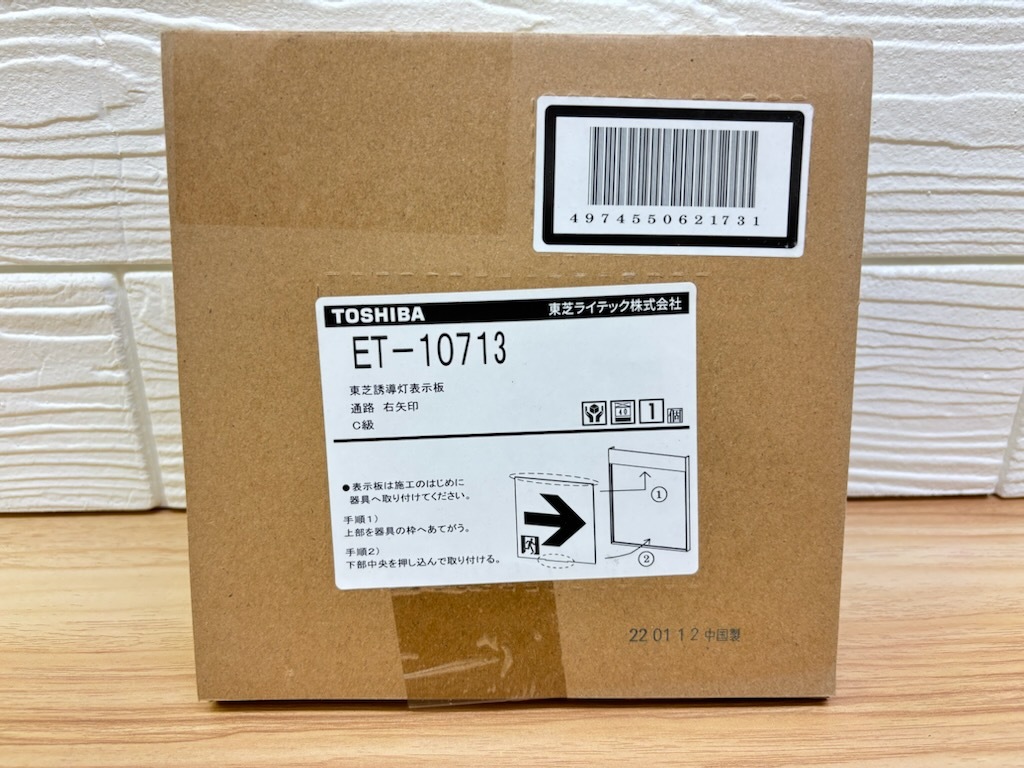 4974550621731
TOSHIBA 東芝ライテック株式会社
ET-10713
東芝誘導灯表示板
通路 右矢印
C級
40 1 個
●表示板は施工のはじめに
器具へ取り付けてください。
手順1)
上部を器具の枠へあてがう。
手順2)
下部中央を押し込んで取り付ける。
①
②
220112中国製